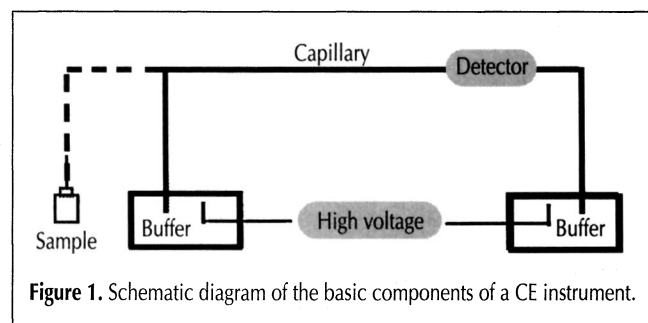 Capillary
Detector
Sample
Buffer
High voltage
Buffer
Figure 1. Schematic diagram of the basic components of a CE instrument.